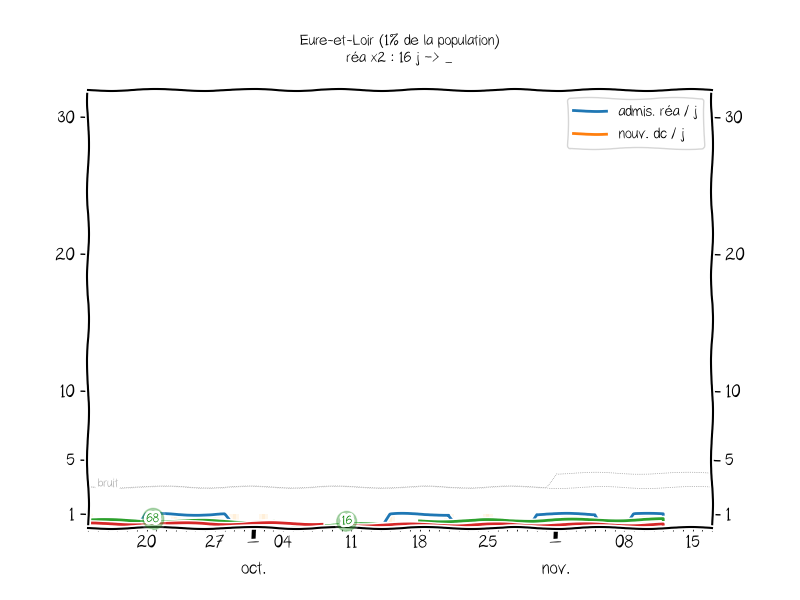 Eure-et-Loir (1% de la population)
réa x2 : 16 j -> _
30 30
admis. réa / j
nouv. dc / j
20 20
10 10
5 5
bruit
1 68 16 1
20 27 04 11 18 25 08 15
oct. nov.